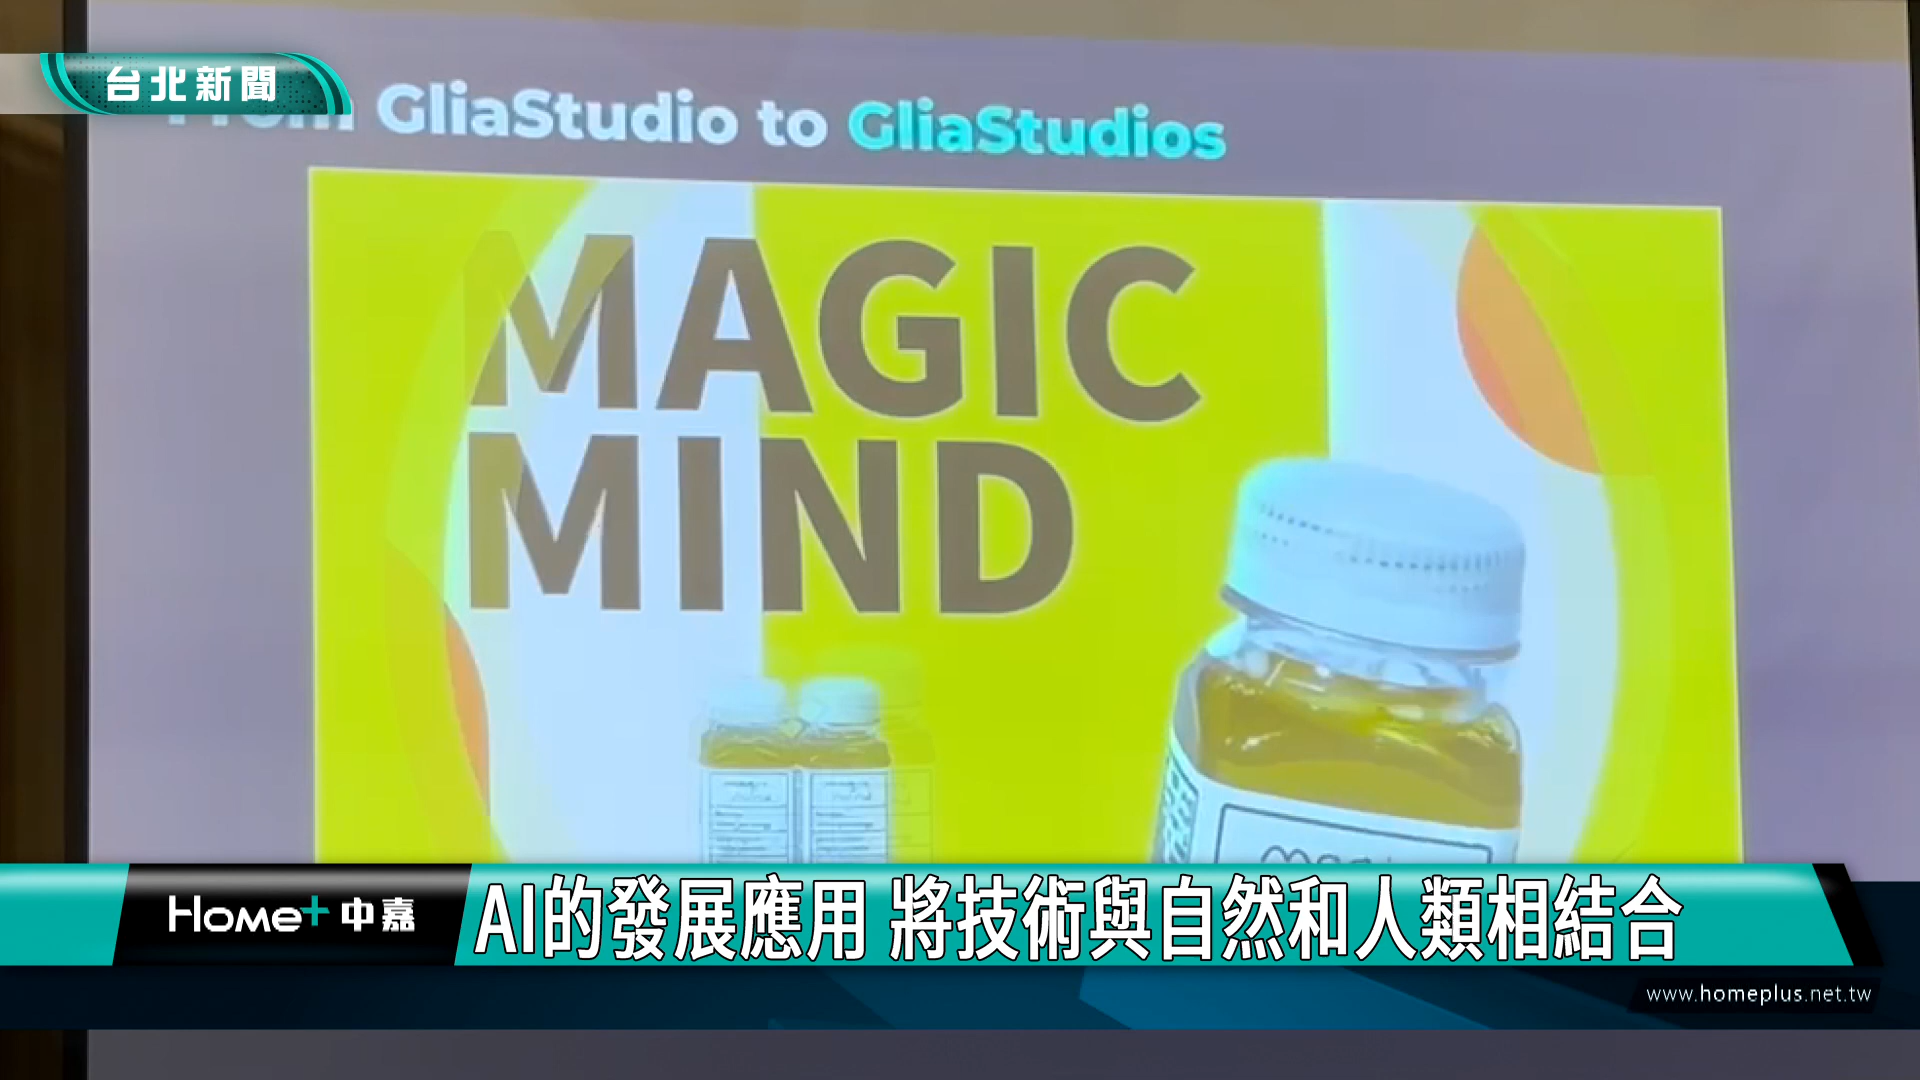 台北新聞
From GliaStudio to GliaStudios
MAGIC
MIND
Home+ 中嘉
AI的發展應用 將技術與自然和人類相結合
www.homeplus.net.tw